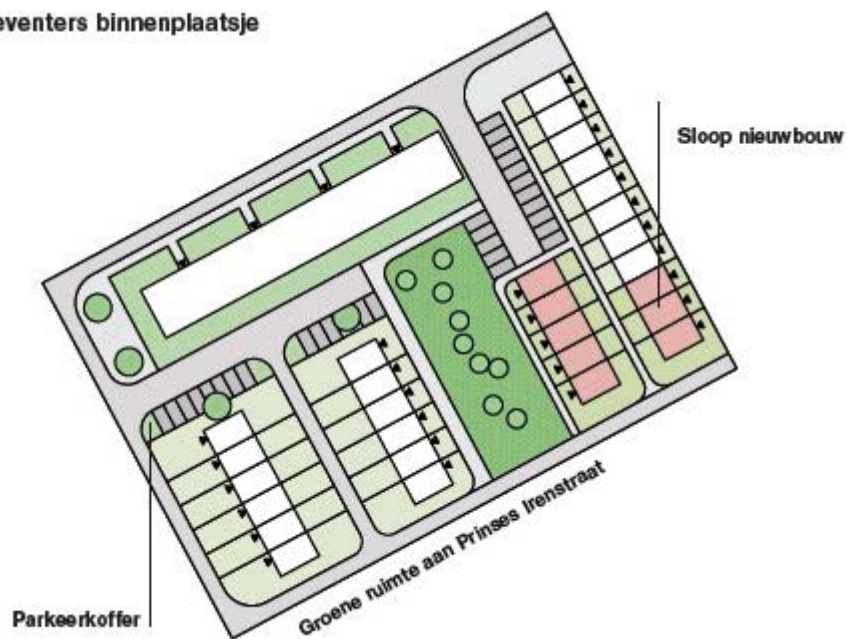 eventers binnenplaatsje
Sloop nieuwbouw
Groene ruimte aan Prinses Irenstraat
Parkeerkoffer